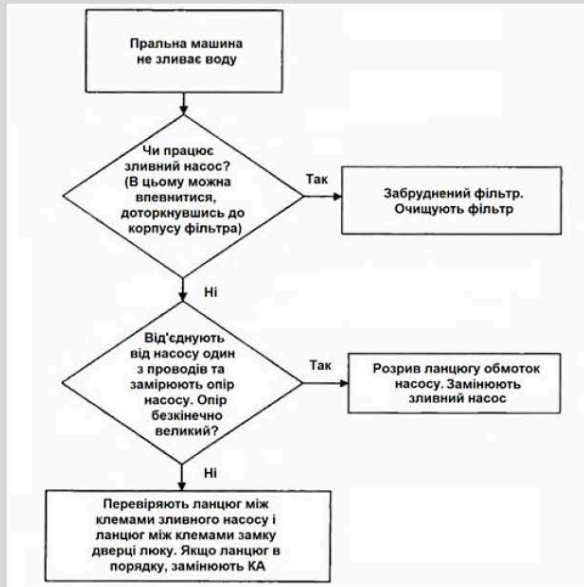 Пральна машина
не зливає воду
Чи працює
зливний насос?
(В цьому можна
впевнитися,
доторкнувшись до
корпусу фільтра)
Так
Забруднений фільтр.
Очищують фільтр
Ні
Від'єднують
від насосу один
з проводів та
замірюють опір
насосу. Опір
безкінечно
великий?
Так
Розрив ланцюгу обмоток
насосу. Замінюють
зливний насос
Ні
Перевіряють ланцюг між
клемами зливного насосу і
ланцюг між клемами замку
дверці люку. Якщо ланцюг в
порядку, замінюють КА